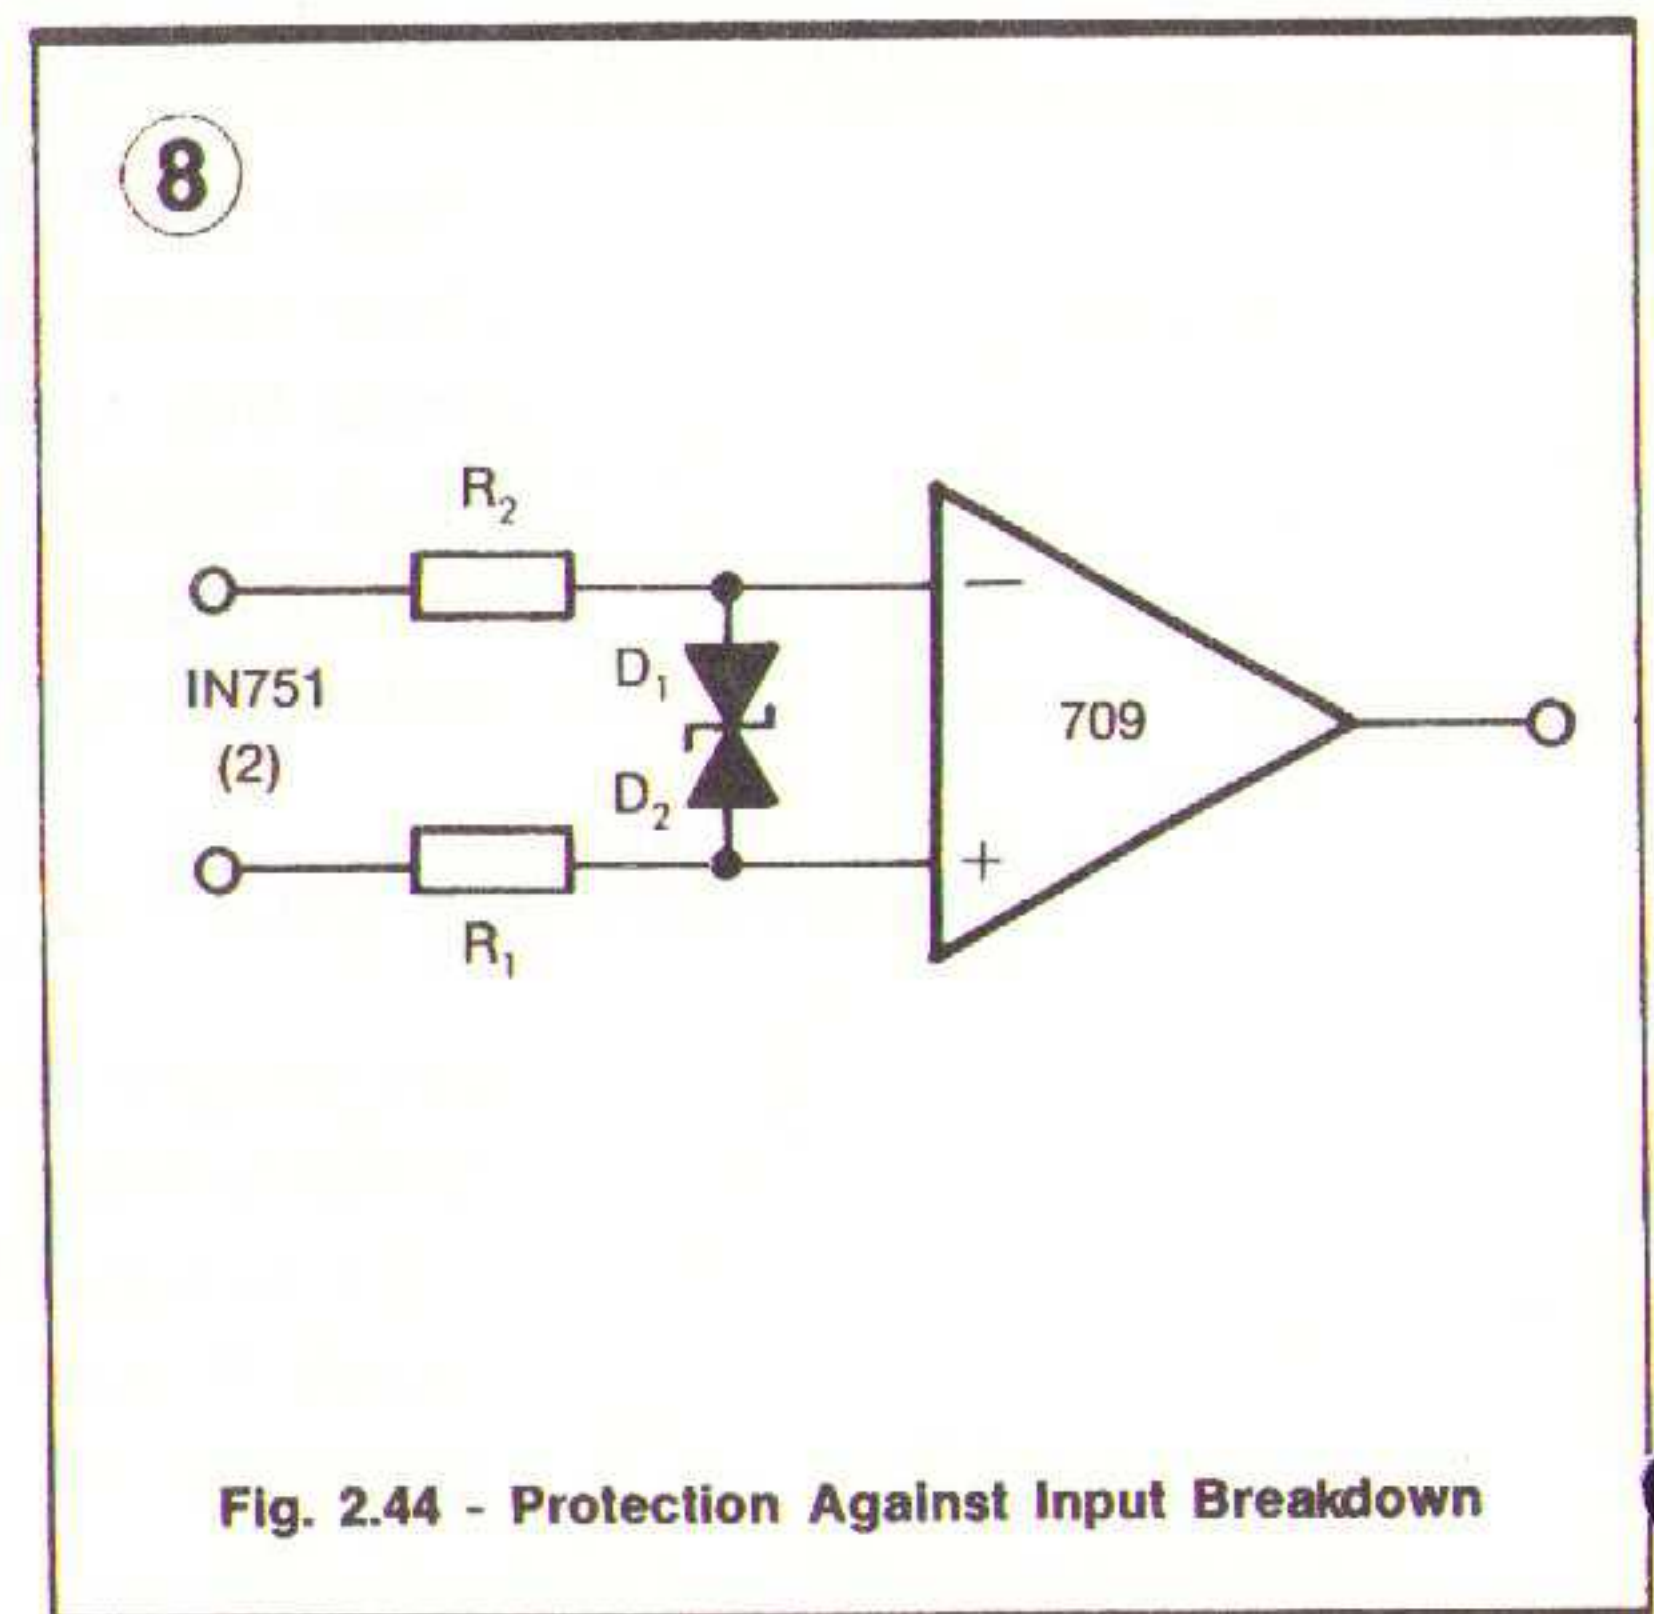 8
R₂
−
IN751
(2)
D₁
709
D₂
+
R₁
Fig. 2.44 - Protection Against Input Breakdown